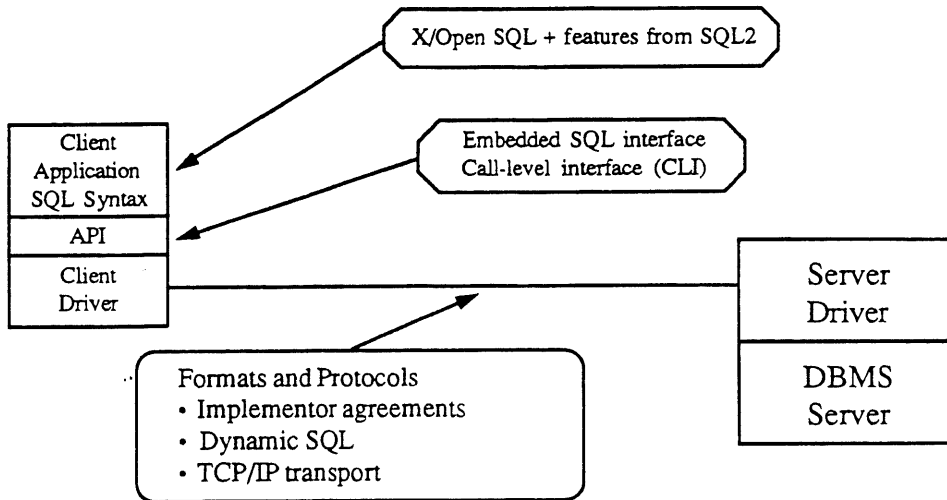 X/Open SQL + features from SQL2
Embedded SQL interface
Call-level interface (CLI)
Client
Application
SQL Syntax
API
Client
Driver
Server
Driver
DBMS
Server
Formats and Protocols
• Implementor agreements
• Dynamic SQL
• TCP/IP transport